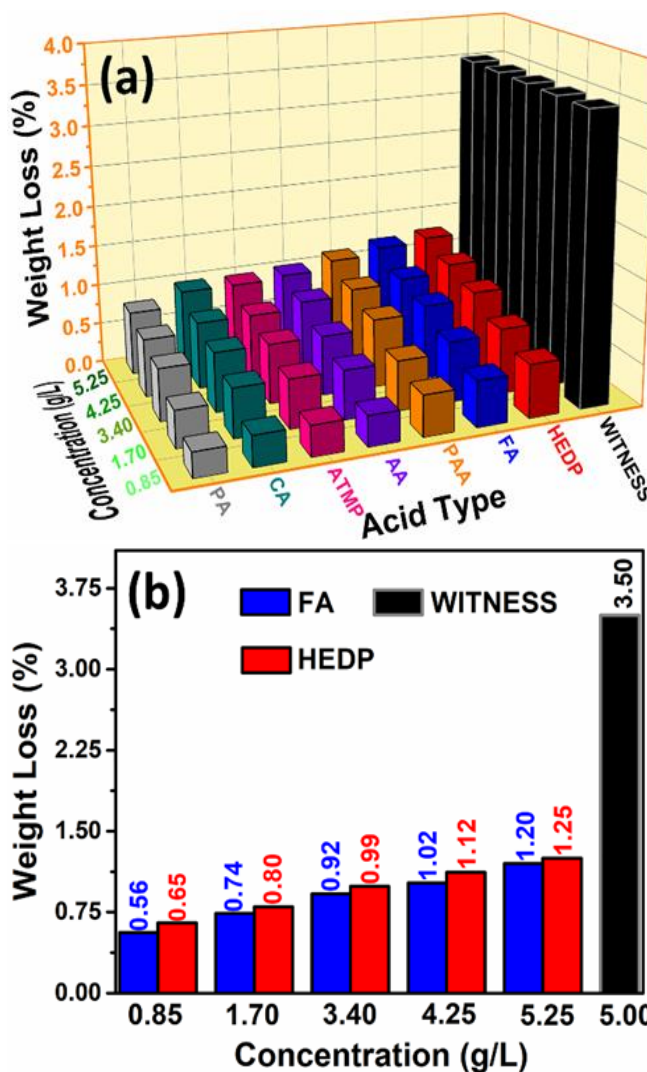 (a)
Weight Loss (%)
4.0
3.5
3.0
2.5
2.0
1.5
1.0
0.5
0.0
Concentration (g/L)
5.25
4.25
3.40
1.70
0.85
PA
CA
ATMP
AA
PAA
FA
HEDP
WITNESS
Acid Type
(b)
FA
WITNESS
HEDP
Weight Loss (%)
3.75
3.00
2.25
1.50
0.75
0.00
0.56
0.65
0.74
0.80
0.92
0.99
1.02
1.12
1.20
1.25
3.50
0.85 1.70 3.40 4.25 5.25 5.00
Concentration (g/L)